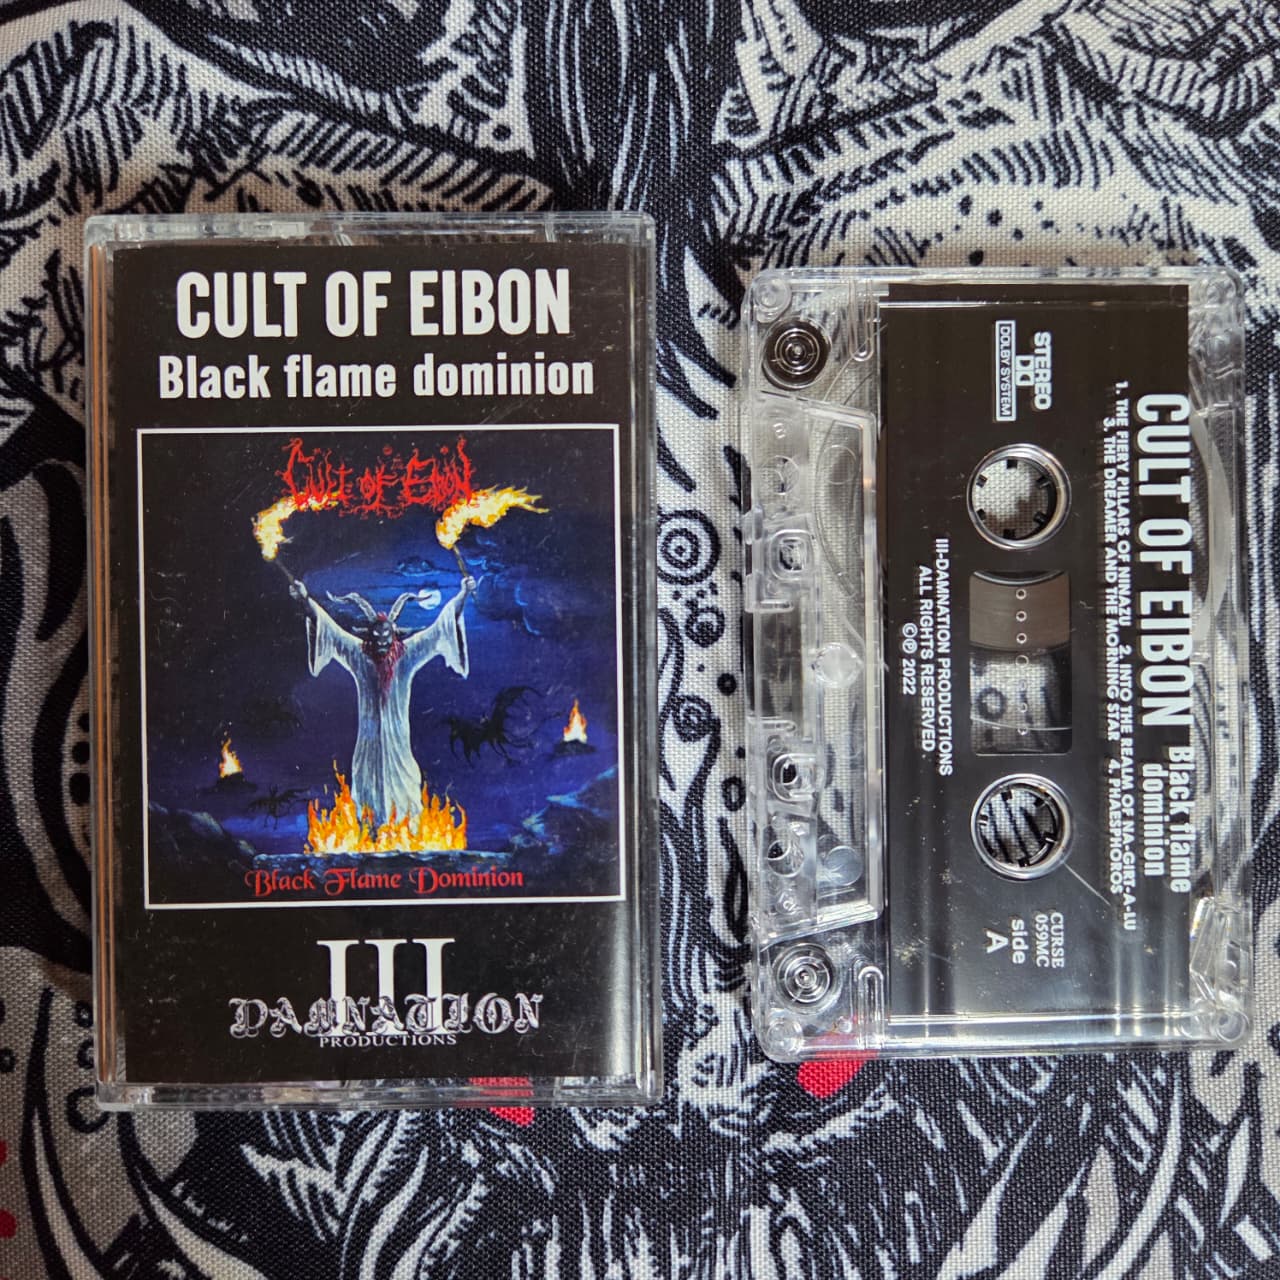 CULT OF EIBON
Black flame dominion
CULT OF EIBON
Black Flame Dominion
III
DAMNATION
PRODUCTIONS
STEREO
DOLBY SYSTEM
CULT OF EIBON Black flame
dominion
1. THE FIERY PILLARS OF NINAZU 2. INTO THE REALM OF NA-GIRT-A-LU
3. THE DREAMER AND THE MORNING STAR 4. PHAESPHOROS
CURSE
059MC
side
A
III-DAMNATION PRODUCTIONS
ALL RIGHTS RESERVED.
©℗ 2022